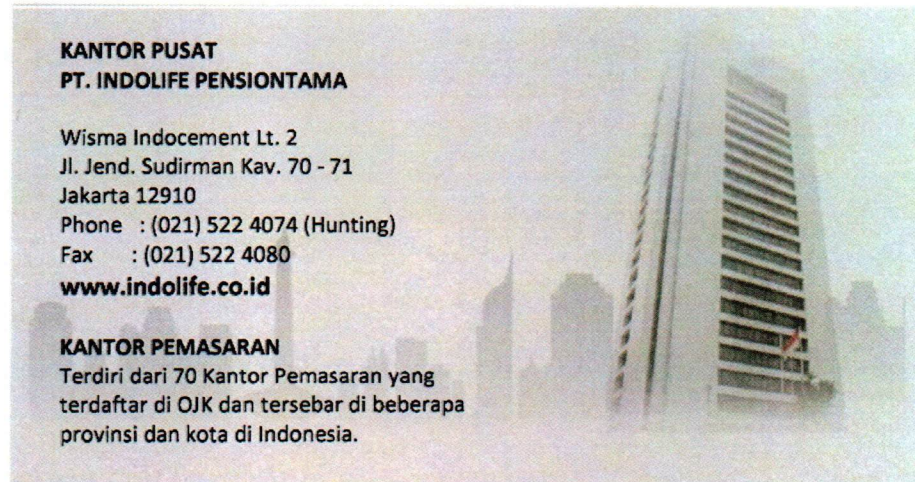 KANTOR PUSAT
PT. INDOLIFE PENSIONTAMA
Wisma Indocement Lt. 2
Jl. Jend. Sudirman Kav. 70 - 71
Jakarta 12910
Phone : (021) 522 4074 (Hunting)
Fax : (021) 522 4080
www.indolife.co.id
KANTOR PEMASARAN
Terdiri dari 70 Kantor Pemasaran yang
terdaftar di OJK dan tersebar di beberapa
provinsi dan kota di Indonesia.